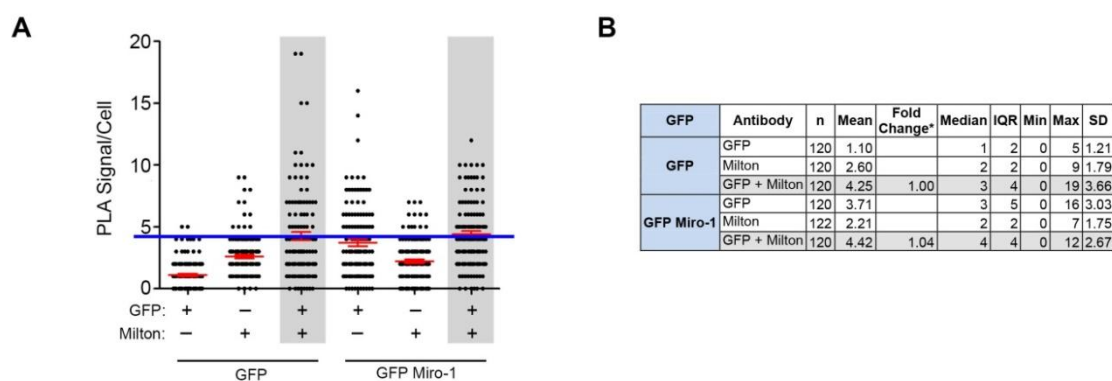 A
PLA Signal/Cell
20
15
10
5
0
GFP: + – + + – +
Milton: – + + – + +
GFP GFP Miro-1
B
GFP Antibody n Mean Fold Change* Median IQR Min Max SD
GFP
GFP 120 1.10 1 2 0 5 1.21
Milton 120 2.60 2 2 0 9 1.79
GFP + Milton 120 4.25 1.00 3 4 0 19 3.66
GFP Miro-1
GFP 120 3.71 3 5 0 16 3.03
Milton 122 2.21 2 2 0 7 1.75
GFP + Milton 120 4.42 1.04 4 4 0 12 2.67